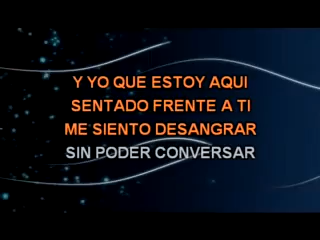 Y YO QUE ESTOY AQUI
SENTADO FRENTE A TI
ME SIENTO DESANGRAR
SIN PODER CONVERSAR